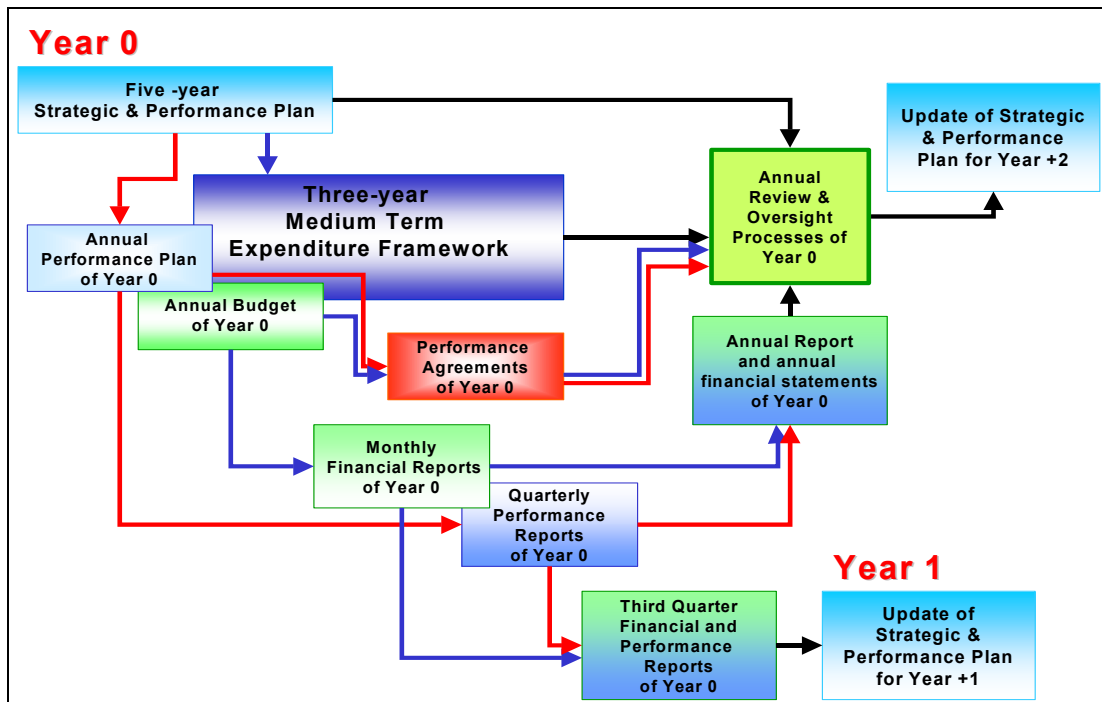 Year 0
Five -year
Strategic & Performance Plan
Update of Strategic
& Performance
Plan for Year +2
Annual
Review &
Oversight
Processes of
Year 0
Three-year
Medium Term
Expenditure Framework
Annual
Performance Plan
of Year 0
Annual Budget
of Year 0
Performance
Agreements
of Year 0
Annual Report
and annual
financial statements
of Year 0
Monthly
Financial Reports
of Year 0
Quarterly
Performance
Reports
of Year 0
Year 1
Third Quarter
Financial and
Performance
Reports
of Year 0
Update of
Strategic &
Performance Plan
for Year +1